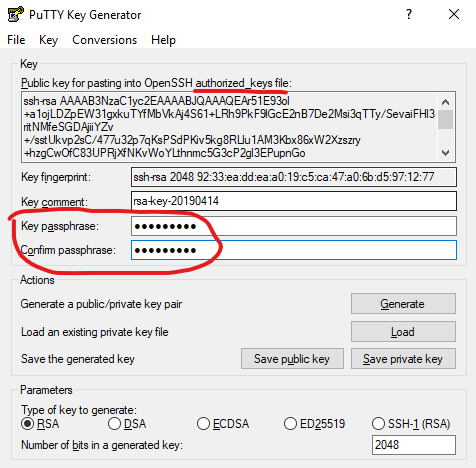 PuTTY Key Generator
File Key Conversions Help
Key
Public key for pasting into OpenSSH authorized_keys file:
ssh-rsa AAAAB3NzaC1yc2EAAAABJQAAAQEAr51E93ol
+a1ojLDZpEW31gxkuTYfMbVkAj4S61+LRh9PkF9IGcE2nB7De2Msi3qTTy/SevaiFHl3
ritNMfeSGDAjiiYZv
+/sstUkvp2sC/477u32p7qKsPSdPKiv5kg8RLlu1AM3Kbx86xW2Xzszry
+hzgCwOfC83UPRjXfNKvWoYLthnmc5G3cP2gl3EPupnGo
Key fingerprint: ssh-rsa 2048 92:33:ea:dd:ea:a0:19:c5:ca:47:a0:6b:d5:97:12:77
Key comment: rsa-key-20190414
Key passphrase: ●●●●●●●●●
Confirm passphrase: ●●●●●●●●●
Actions
Generate a public/private key pair Generate
Load an existing private key file Load
Save the generated key Save public key Save private key
Parameters
Type of key to generate:
RSA DSA ECDSA ED25519 SSH-1 (RSA)
Number of bits in a generated key: 2048